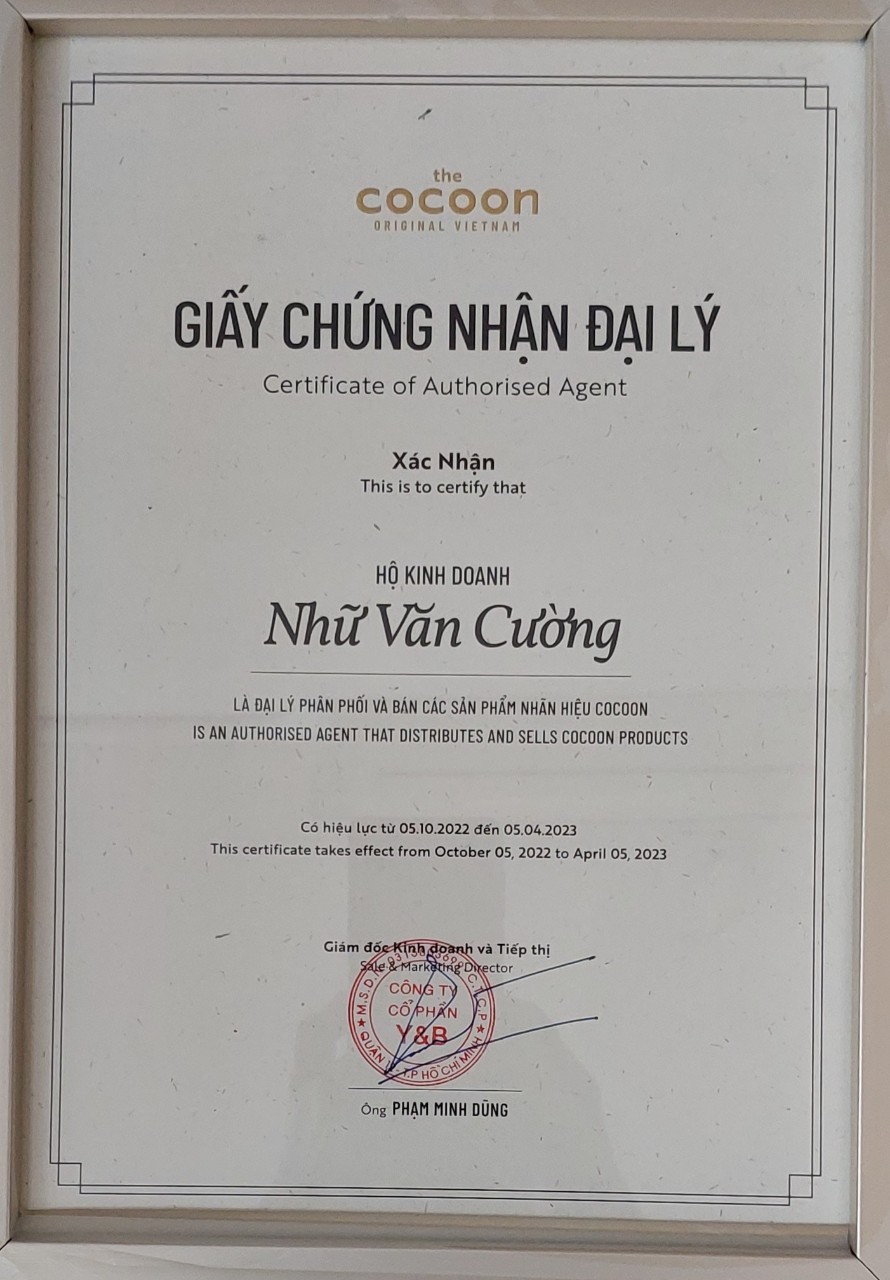 the
cocoon
ORIGINAL VIETNAM
GIẤY CHỨNG NHẬN ĐẠI LÝ
Certificate of Authorised Agent
Xác Nhận
This is to certify that
HỘ KINH DOANH
Nhữ Văn Cường
LÀ ĐẠI LÝ PHÂN PHỐI VÀ BÁN CÁC SẢN PHẨM NHÃN HIỆU COCOON
IS AN AUTHORISED AGENT THAT DISTRIBUTES AND SELLS COCOON PRODUCTS
Có hiệu lực từ 05.10.2022 đến 05.04.2023
This certificate takes effect from October 05, 2022 to April 05, 2023
Giám đốc Kinh doanh và Tiếp thị
Sale & Marketing Director
M.S.D.N
C.T.C.P
CÔNG TY
CỔ PHẦN
Y&B
T.P HỒ CHÍ MINH
Ông PHẠM MINH DŨNG